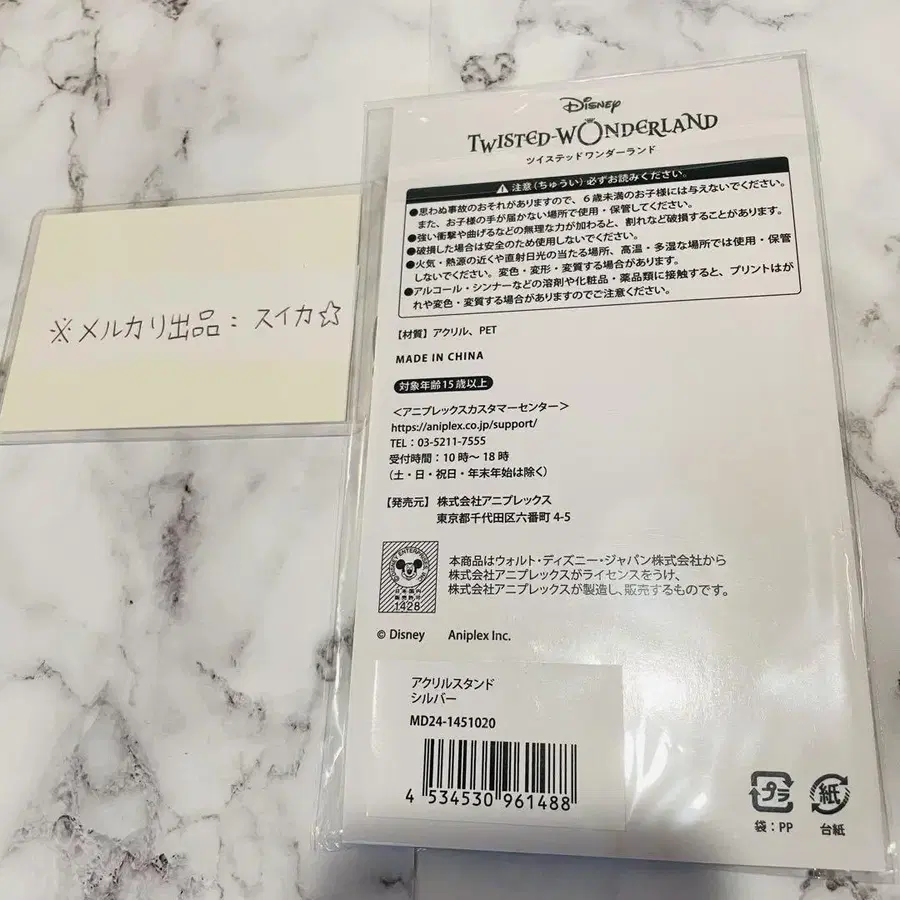 ※メルカリ出品：スイカ☆
Disney
TWISTED-WONDERLAND
ツイステッドワンダーランド
注意（ちゅうい）必ずお読みください。
●思わぬ事故のおそれがありますので、６歳未満のお子様には与えないでください。
また、お子様の手が届かない場所で使用・保管してください。
●強い衝撃や曲げるなどの無理な力が加わると、割れなど破損することがあります。
●破損した場合は安全のため使用しないでください。
●火気・熱源の近くや直射日光の当たる場所、高温・多湿な場所では使用・保管
しないでください。変色・変形・変質する場合があります。
●アルコール・シンナーなどの溶剤や化粧品・薬品類に接触すると、プリントはが
れや変色・変質する場合がありますのでご注意ください。
【材質】アクリル、PET
MADE IN CHINA
対象年齢15歳以上
＜アニプレックスカスタマーセンター＞
https://aniplex.co.jp/support/
TEL：03-5211-7555
受付時間：10時〜18時
（土・日・祝日・年末年始は除く）
【発売元】株式会社アニプレックス
東京都千代田区六番町 4-5
本商品はウォルト・ディズニー・ジャパン株式会社から
株式会社アニプレックスがライセンスをうけ、
株式会社アニプレックスが製造し、販売するものです。
日本国内
販売許可
1428
© Disney Aniplex Inc.
アクリルスタンド
シルバー
MD24-1451020
4 534530 961488
プラ
袋：PP
紙
台紙